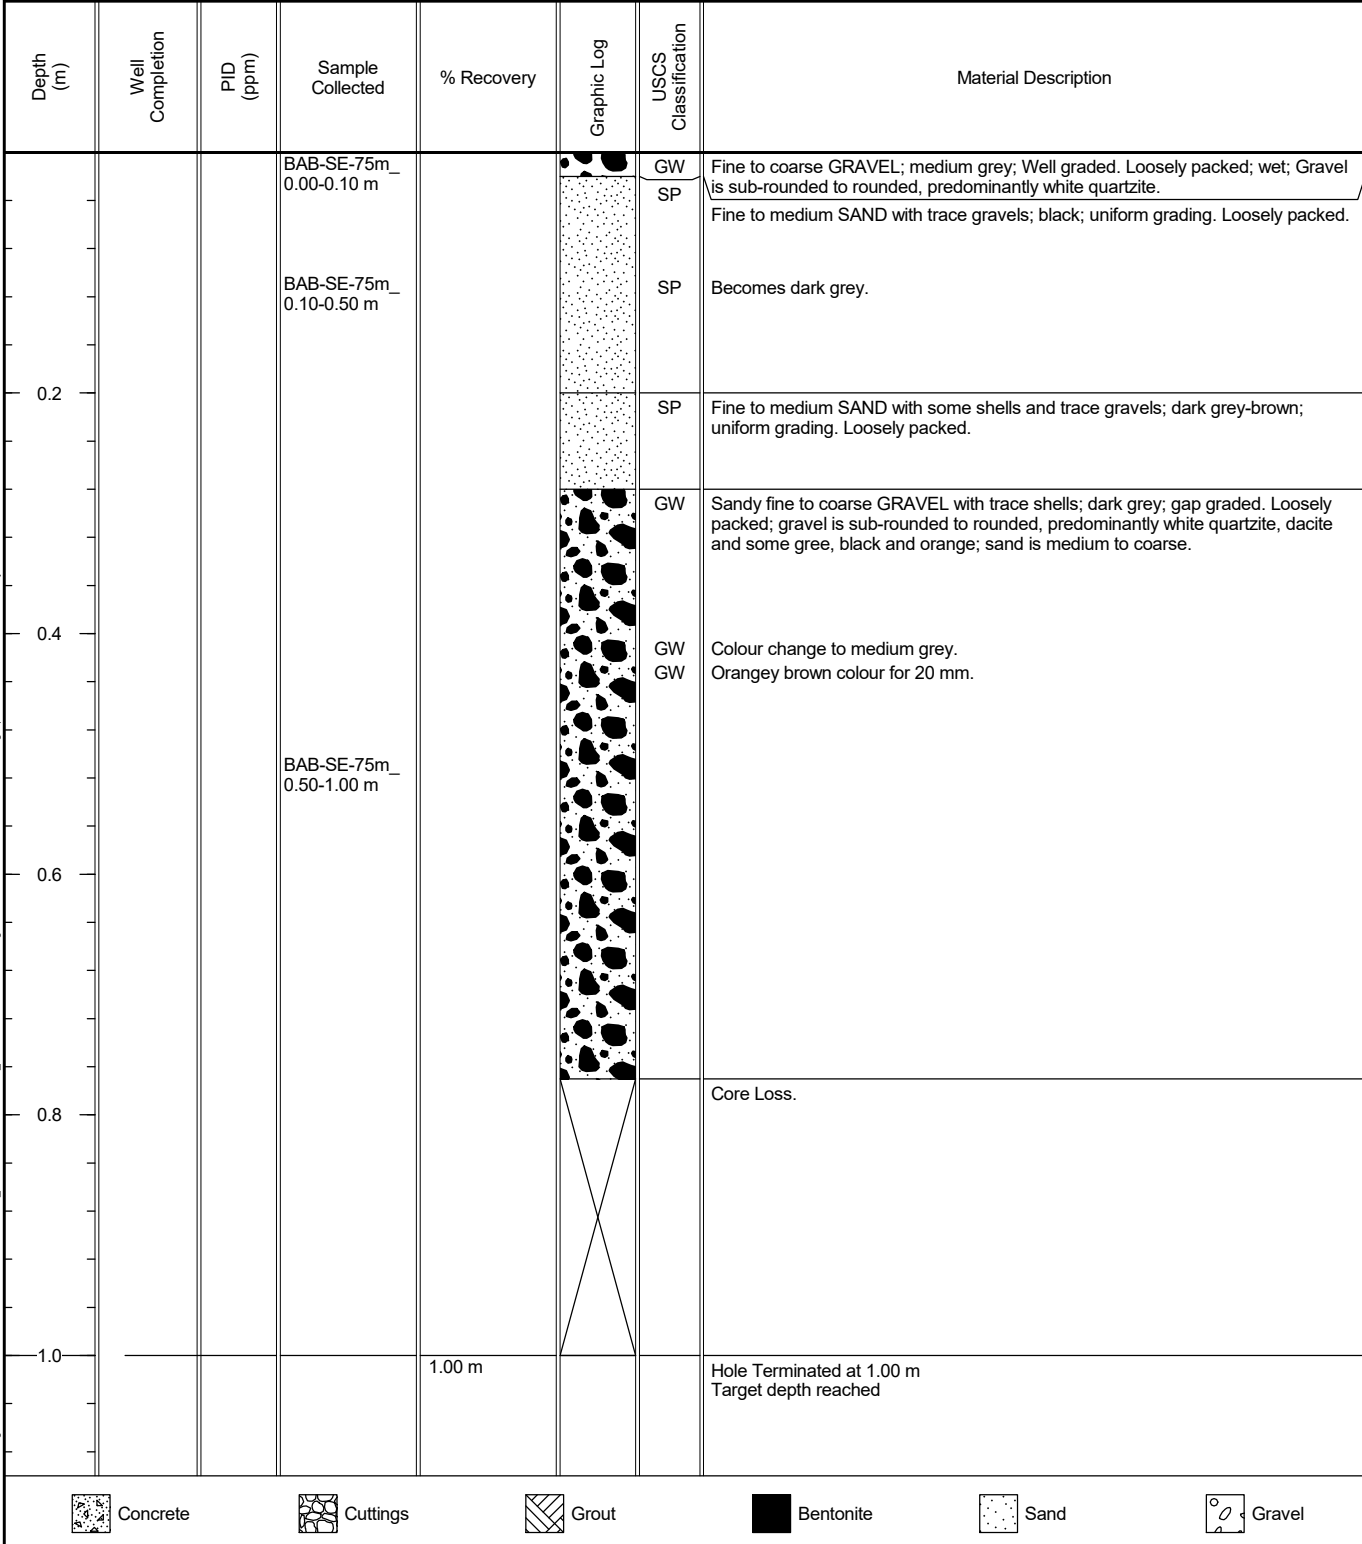 Depth
(m)
Well
Completion
PID
(ppm)
Sample
Collected
% Recovery
Graphic Log
USCS
Classification
Material Description
BAB-SE-75m_
0.00-0.10 m
GW
Fine to coarse GRAVEL; medium grey; Well graded. Loosely packed; wet; Gravel
is sub-rounded to rounded, predominantly white quartzite.
SP
Fine to medium SAND with trace gravels; black; uniform grading. Loosely packed.
BAB-SE-75m_
0.10-0.50 m
SP
Becomes dark grey.
0.2
SP
Fine to medium SAND with some shells and trace gravels; dark grey-brown;
uniform grading. Loosely packed.
GW
Sandy fine to coarse GRAVEL with trace shells; dark grey; gap graded. Loosely
packed; gravel is sub-rounded to rounded, predominantly white quartzite, dacite
and some gree, black and orange; sand is medium to coarse.
0.4
GW
Colour change to medium grey.
GW
Orangey brown colour for 20 mm.
BAB-SE-75m_
0.50-1.00 m
0.6
Core Loss.
0.8
1.0
1.00 m
Hole Terminated at 1.00 m
Target depth reached
Concrete
Cuttings
Grout
Bentonite
Sand
Gravel